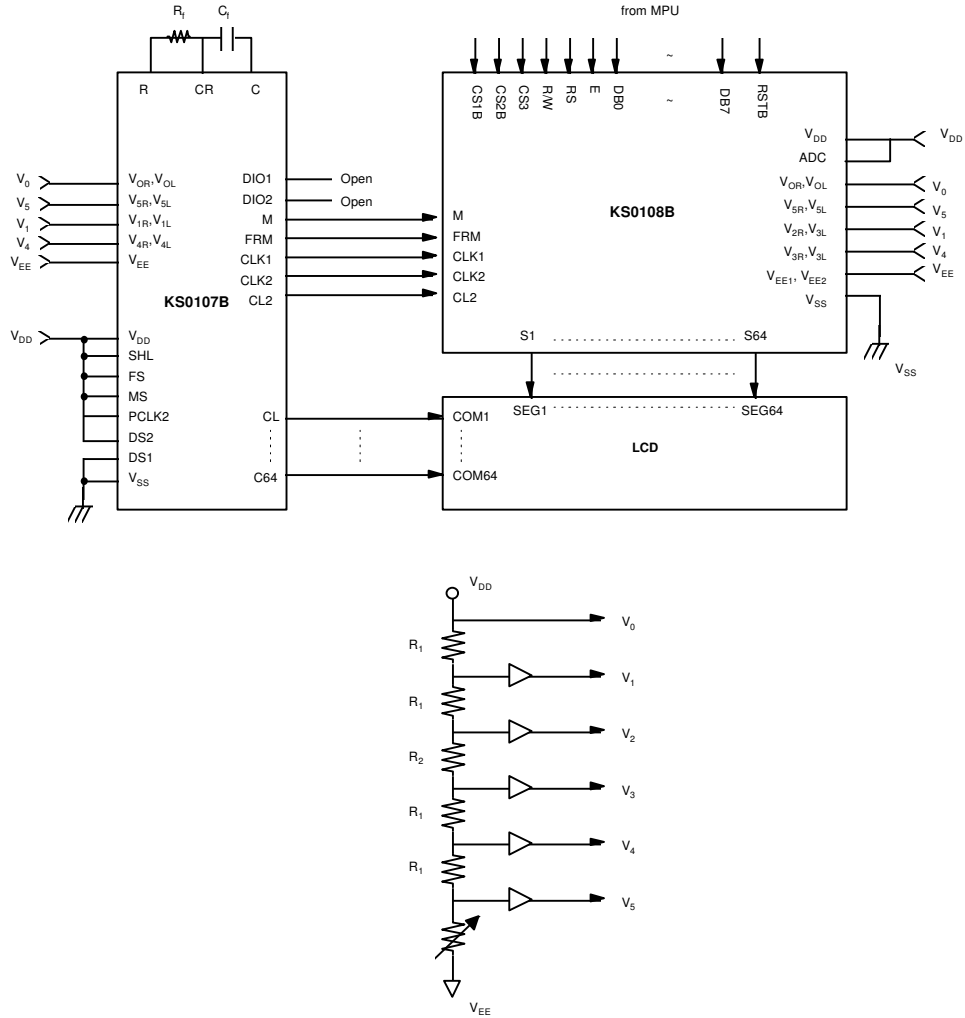 from MPU
Rf Cf
R CR C
CS1B CS2B CS3 R/W RS E DB0 ~ DB7 RSTB
~
V0 VOR,VOL
V5 V5R,V5L
V1 V1R,V1L
V4 V4R,V4L
VEE VEE
KS0107B
DIO1 Open
DIO2 Open
M
FRM
CLK1
CLK2
CL2
VDD VDD
SHL
FS
MS
PCLK2
DS2
DS1
VSS
CL
C64
KS0108B
M
FRM
CLK1
CLK2
CL2
VDD VDD
ADC
VOR,VOL V0
V5R,V5L V5
V2R,V3L V1
V3R,V3L V4
VEE1, VEE2 VEE
VSS
VSS
S1 S64
SEG1 SEG64
COM1
LCD
COM64
VDD
V0
R1
V1
R1
V2
R2
V3
R1
V4
R1
V5
VEE